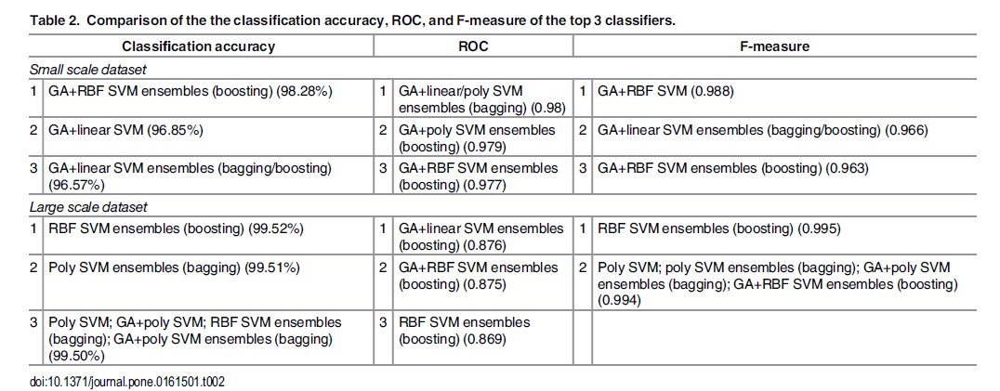 Table 2. Comparison of the the classification accuracy, ROC, and F-measure of the top 3 classifiers.
Classification accuracy ROC F-measure
Small scale dataset
1 GA+RBF SVM ensembles (boosting) (98.28%) 1 GA+linear/poly SVM 1 GA+RBF SVM (0.988)
ensembles (bagging) (0.98)
2 GA+linear SVM (96.85%) 2 GA+poly SVM ensembles 2 GA+linear SVM ensembles (bagging/boosting) (0.966)
(boosting) (0.979)
3 GA+linear SVM ensembles (bagging/boosting) 3 GA+RBF SVM ensembles 3 GA+RBF SVM ensembles (boosting) (0.963)
(96.57%) (boosting) (0.977)
Large scale dataset
1 RBF SVM ensembles (boosting) (99.52%) 1 GA+linear SVM ensembles 1 RBF SVM ensembles (boosting) (0.995)
(boosting) (0.876)
2 Poly SVM ensembles (bagging) (99.51%) 2 GA+RBF SVM ensembles 2 Poly SVM; poly SVM ensembles (bagging); GA+poly SVM
(boosting) (0.875) ensembles (bagging); GA+RBF SVM ensembles (boosting)
(0.994)
3 Poly SVM; GA+poly SVM; RBF SVM ensembles 3 RBF SVM ensembles
(bagging); GA+poly SVM ensembles (bagging) (boosting) (0.869)
(99.50%)
doi:10.1371/journal.pone.0161501.t002